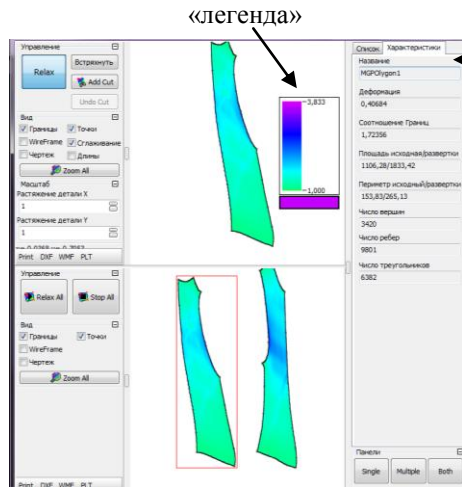 «легенда»
Управление
Relax
Встряхнуть
Add Cut
Undo Cut
Вид
Границы Точки
WireFrame Сглаживание
Чертеж Длины
Zoom All
Масштаб
Растяжение детали X
1
Растяжение детали Y
1
Print DXF WMF PLT
3,833
1,000
Управление
Relax All Stop All
Вид
Границы Точки
WireFrame
Чертеж
Zoom All
Print DXF WMF PLT
Список Характеристики
Название
MGPOlygon1
Деформация
0,40684
Соотношение Границ
1,72356
Площадь исходная/развертки
1106,28/1833,42
Периметр исходный/развертки
153,83/265,13
Число вершин
3420
Число ребер
9801
Число треугольников
6382
Панели
Single Multiple Both